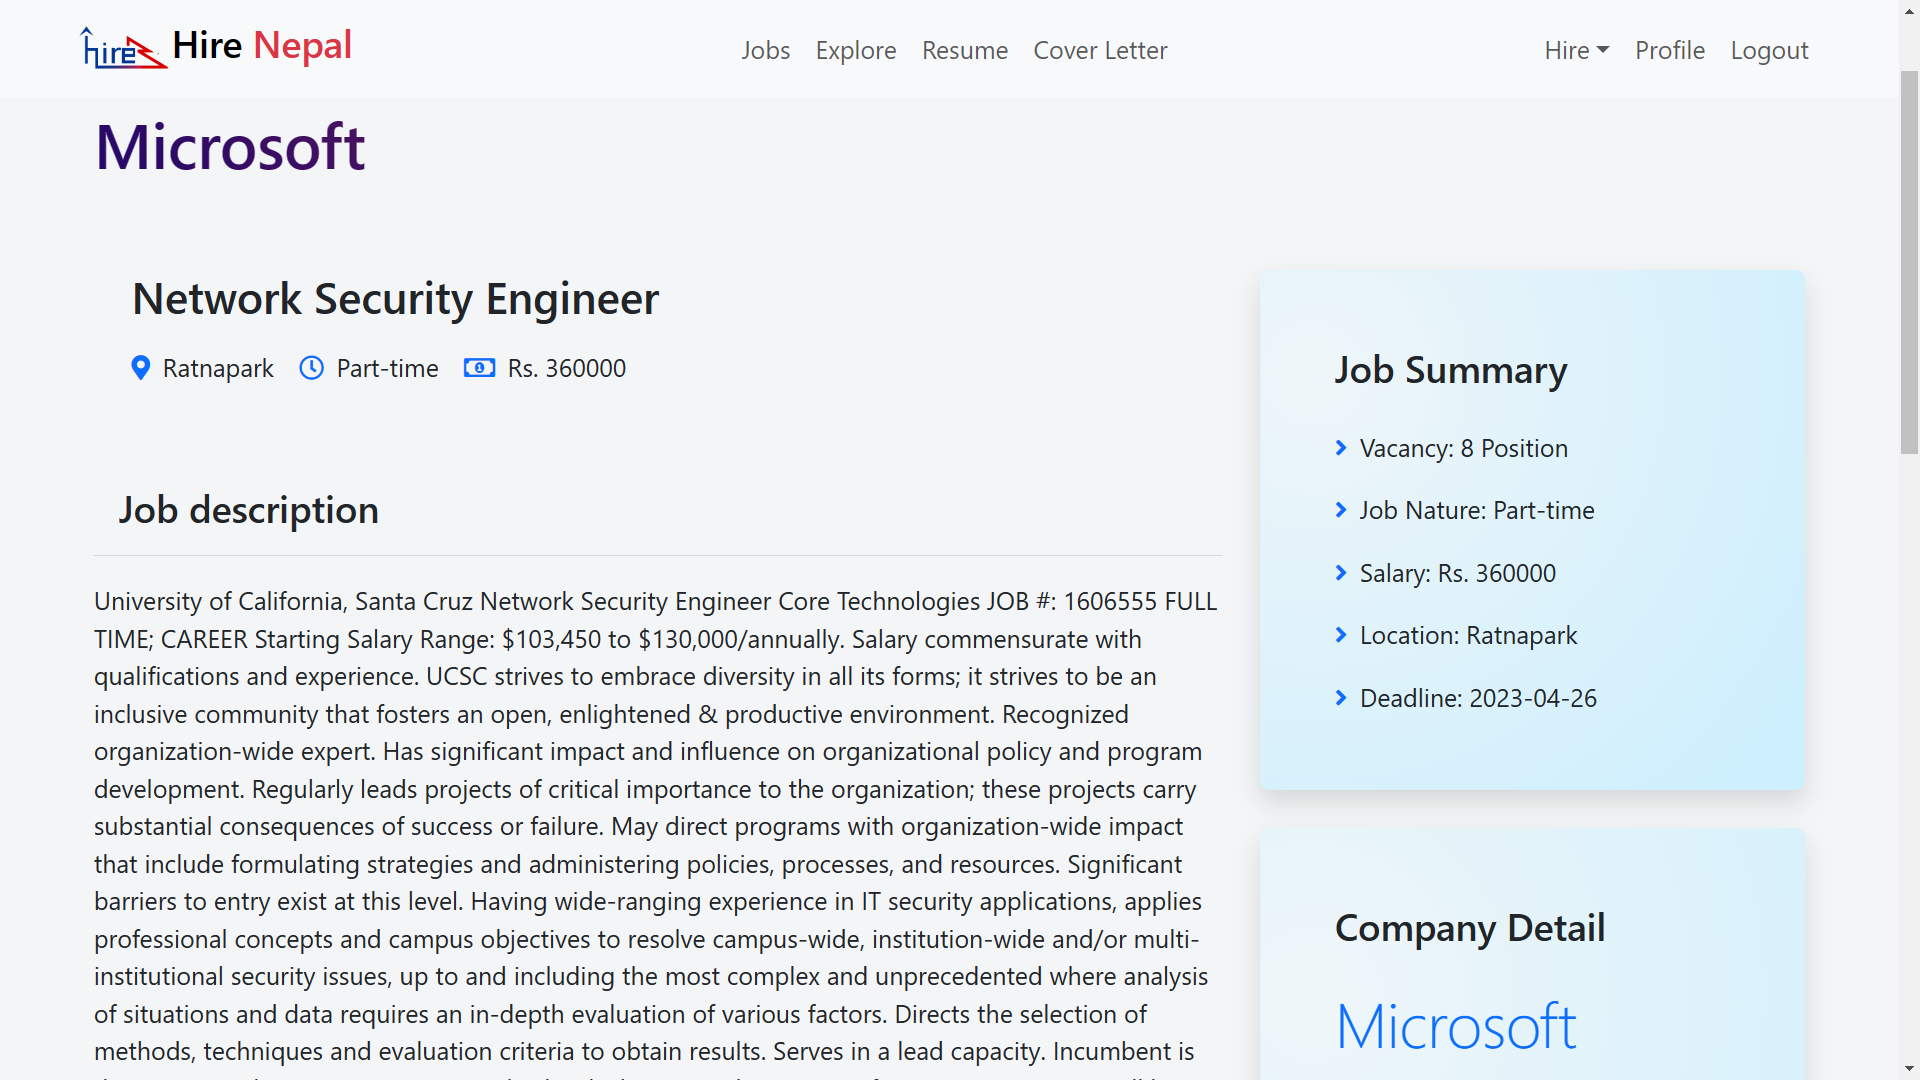 hire
Hire Nepal
Jobs
Explore
Resume
Cover Letter
Hire
Profile
Logout
Microsoft
Network Security Engineer
Ratnapark
Part-time
Rs. 360000
Job description
University of California, Santa Cruz Network Security Engineer Core Technologies JOB #: 1606555 FULL
TIME; CAREER Starting Salary Range: $103,450 to $130,000/annually. Salary commensurate with
qualifications and experience. UCSC strives to embrace diversity in all its forms; it strives to be an
inclusive community that fosters an open, enlightened & productive environment. Recognized
organization-wide expert. Has significant impact and influence on organizational policy and program
development. Regularly leads projects of critical importance to the organization; these projects carry
substantial consequences of success or failure. May direct programs with organization-wide impact
that include formulating strategies and administering policies, processes, and resources. Significant
barriers to entry exist at this level. Having wide-ranging experience in IT security applications, applies
professional concepts and campus objectives to resolve campus-wide, institution-wide and/or multi-
institutional security issues, up to and including the most complex and unprecedented where analysis
of situations and data requires an in-depth evaluation of various factors. Directs the selection of
methods, techniques and evaluation criteria to obtain results. Serves in a lead capacity. Incumbent is
Job Summary
Vacancy: 8 Position
Job Nature: Part-time
Salary: Rs. 360000
Location: Ratnapark
Deadline: 2023-04-26
Company Detail
Microsoft